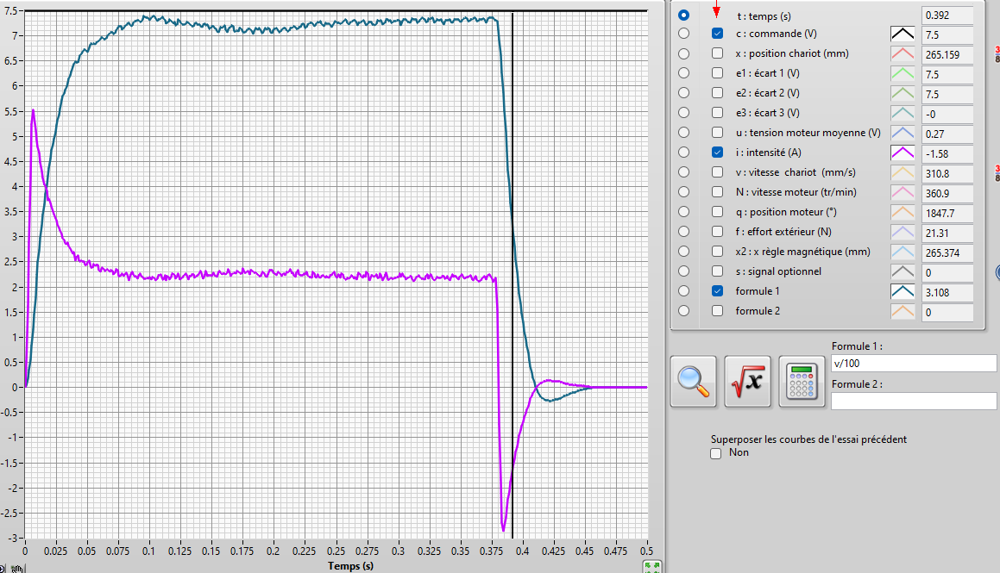 7.5
7
6.5
6
5.5
5
4.5
4
3.5
3
2.5
2
1.5
1
0.5
0
-0.5
-1
-1.5
-2
-2.5
-3
0 0.025 0.05 0.075 0.1 0.125 0.15 0.175 0.2 0.225 0.25 0.275 0.3 0.325 0.35 0.375 0.4 0.425 0.45 0.475 0.5
Temps (s)
t : temps (s) 0.392
c : commande (V) 7.5
x : position chariot (mm) 265.159
e1 : écart 1 (V) 7.5
e2 : écart 2 (V) 7.5
e3 : écart 3 (V) -0
u : tension moteur moyenne (V) 0.27
i : intensité (A) -1.58
v : vitesse chariot (mm/s) 310.8
N : vitesse moteur (tr/min) 360.9
q : position moteur (°) 1847.7
f : effort extérieur (N) 21.31
x2 : x règle magnétique (mm) 265.374
s : signal optionnel 0
formule 1 3.108
formule 2 0
3
8
3
8
√x
Formule 1 :
v/100
Formule 2 :
Superposer les courbes de l'essai précédent
Non